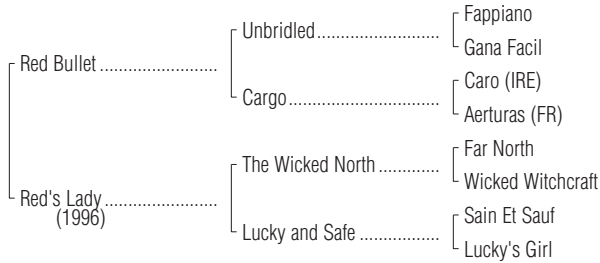 Fappiano
Unbridled
Gana Facil
Red Bullet
Caro (IRE)
Cargo
Aerturas (FR)
Far North
The Wicked North
Wicked Witchcraft
Red's Lady
(1996)
Sain Et Sauf
Lucky and Safe
Lucky's Girl